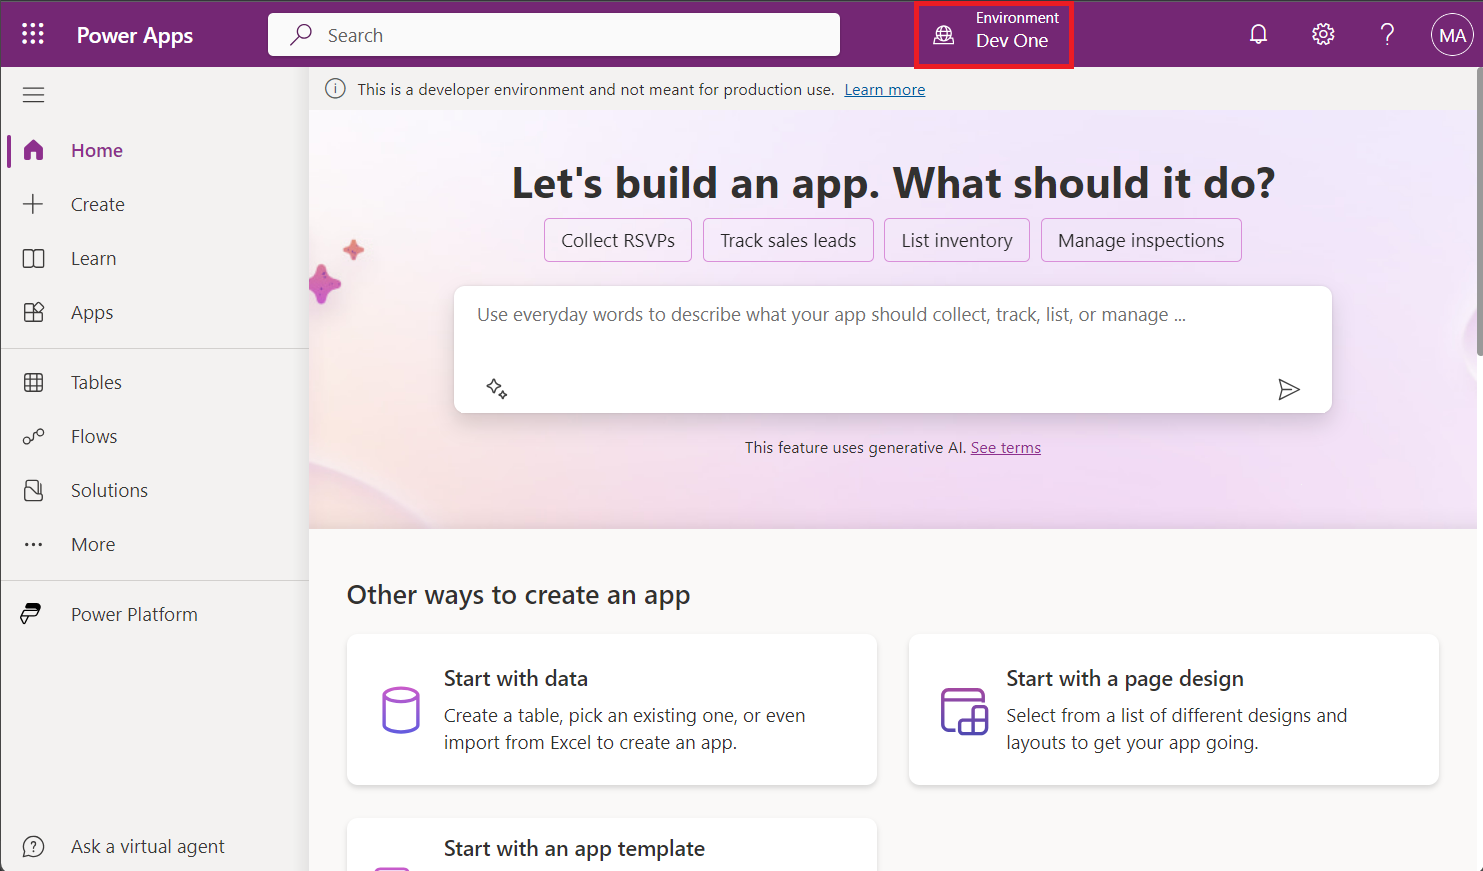 Power Apps
Search
Environment
Dev One
MA
This is a developer environment and not meant for production use. Learn more
Home
Create
Learn
Apps
Tables
Flows
Solutions
More
Power Platform
Ask a virtual agent
Let's build an app. What should it do?
Collect RSVPs
Track sales leads
List inventory
Manage inspections
Use everyday words to describe what your app should collect, track, list, or manage ...
This feature uses generative AI. See terms
Other ways to create an app
Start with data
Create a table, pick an existing one, or even
import from Excel to create an app.
Start with a page design
Select from a list of different designs and
layouts to get your app going.
Start with an app template